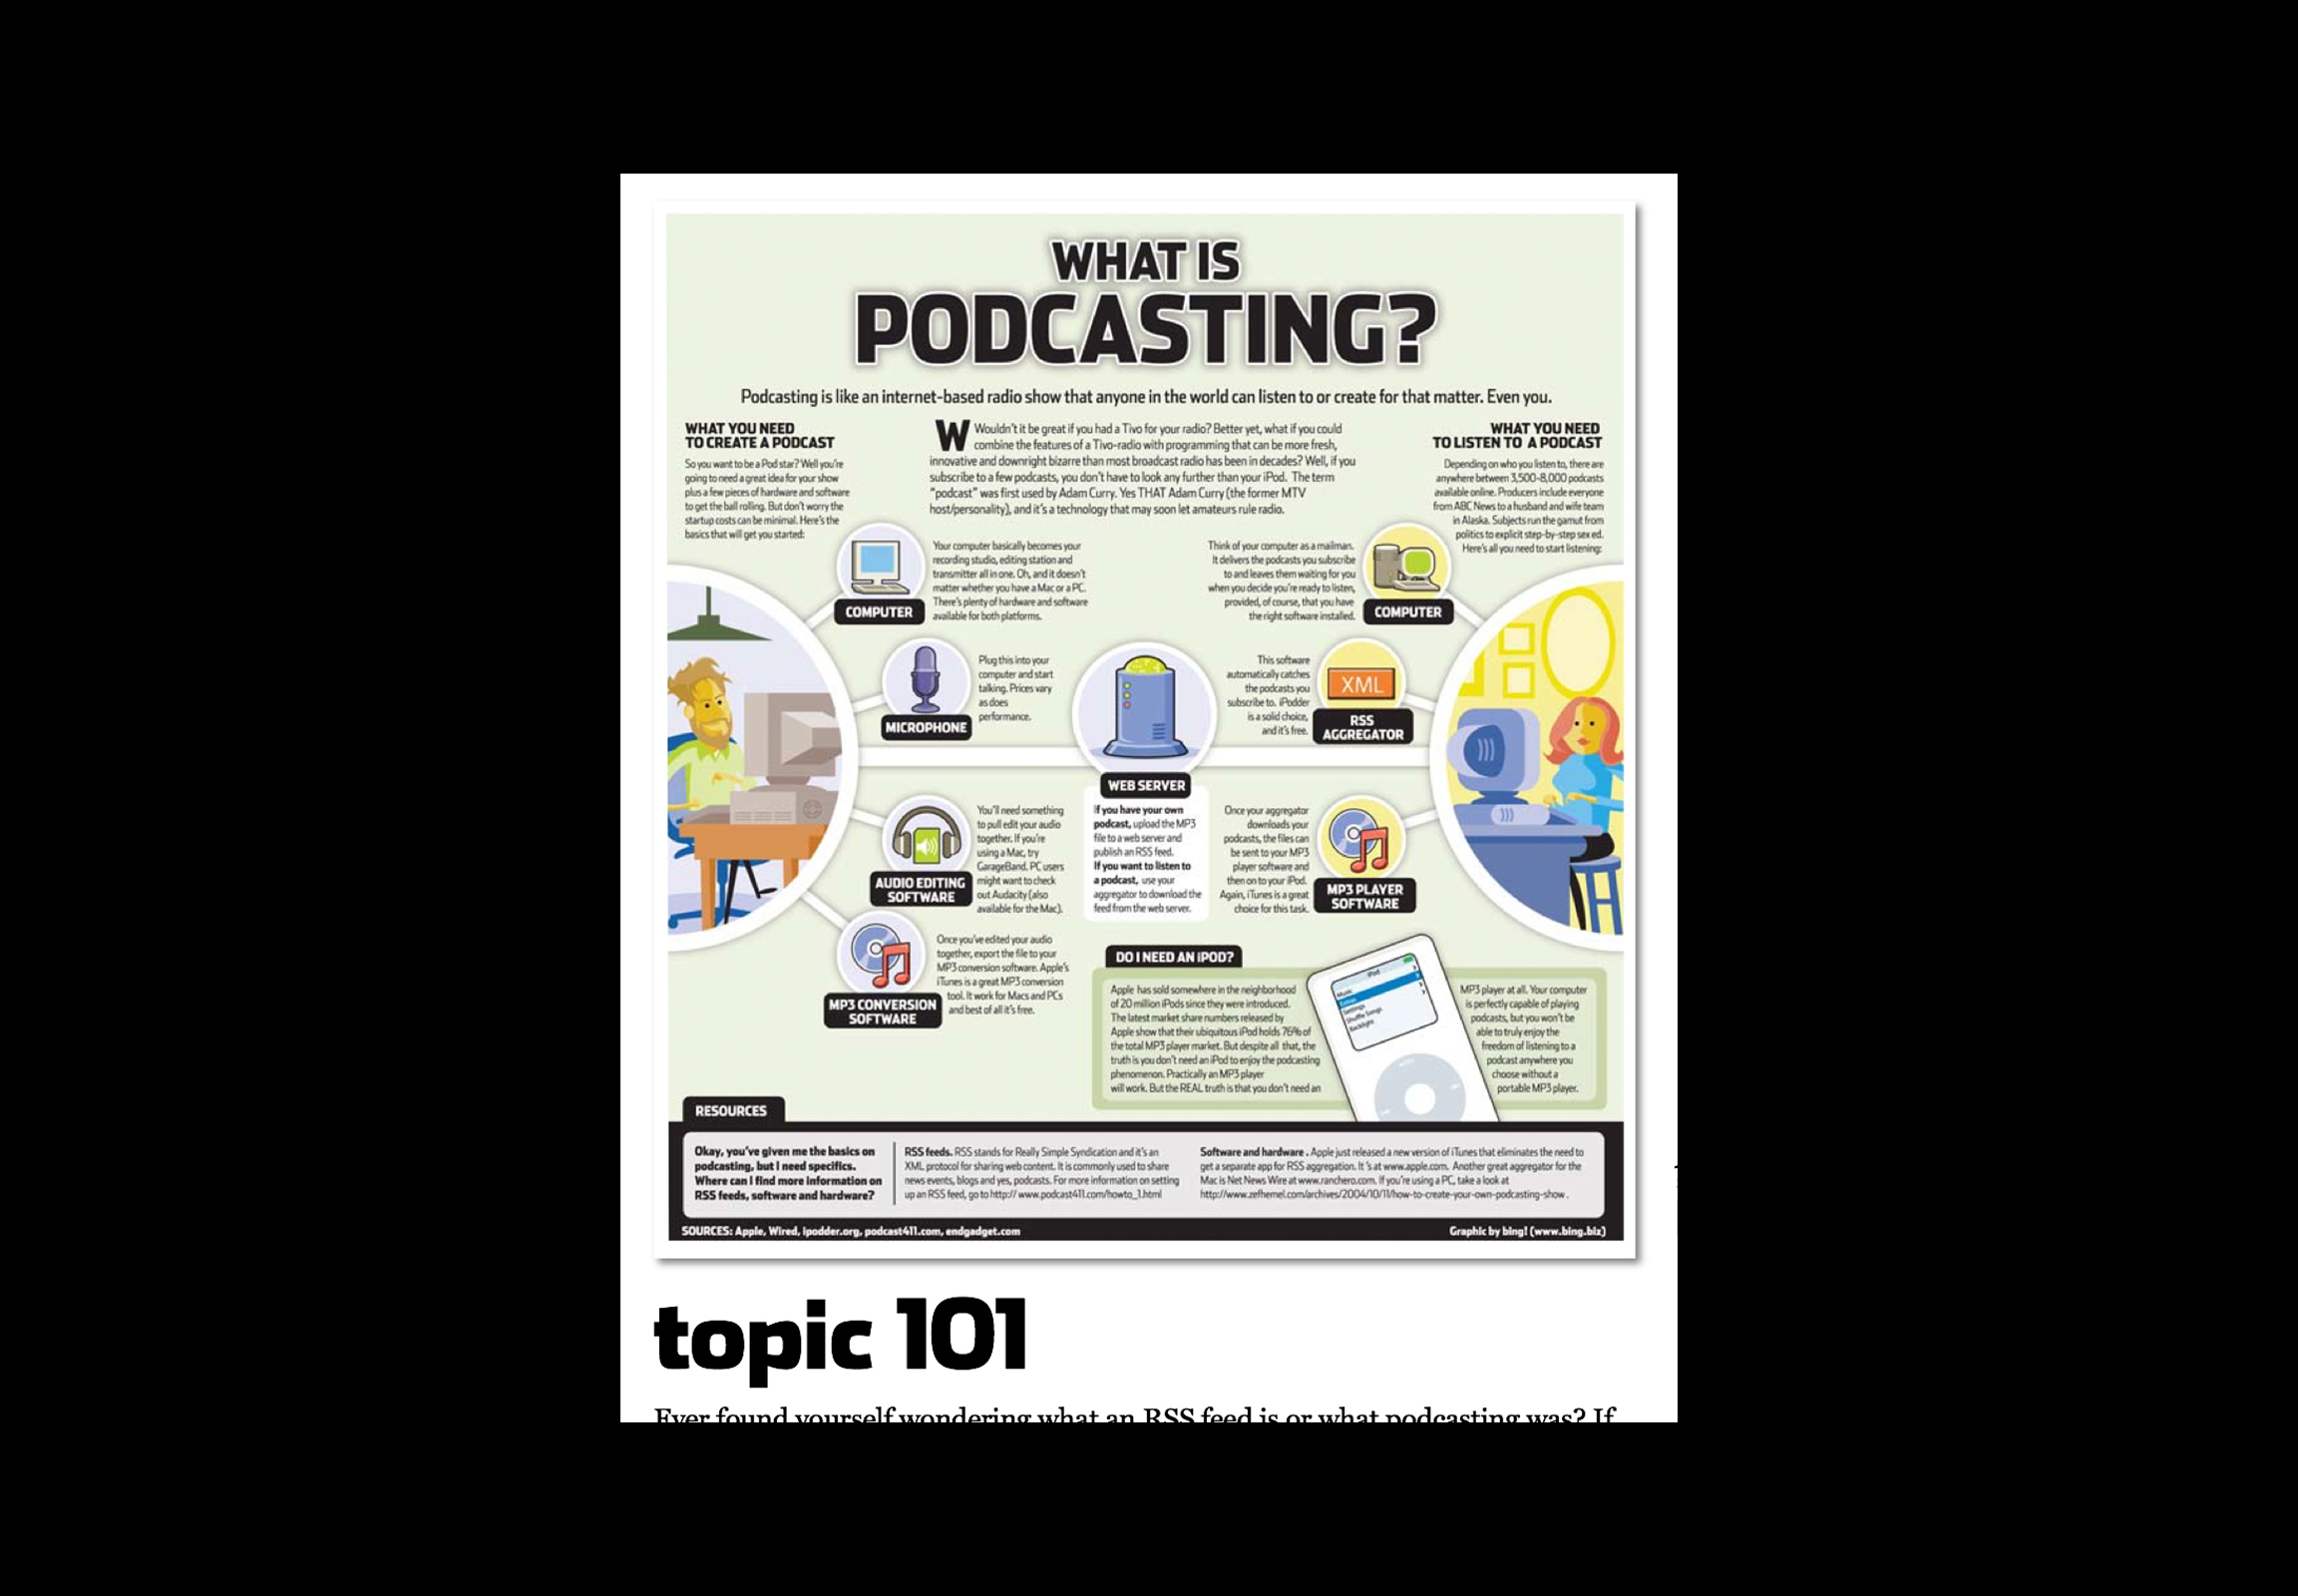 WHAT IS
PODCASTING?
Podcasting is like an internet-based radio show that anyone in the world can listen to or create for that matter. Even you.
WHAT YOU NEED
TO CREATE A PODCAST
So you want to be a Pod star? Well you're
going to need a great idea for your show
plus a few pieces of hardware and software
to get the ball rolling. But don't worry the
startup costs can be minimal. Here's the
basics that will get you started:
W Wouldn't it be great if you had a Tivo for your radio? Better yet, what if you could
combine the features of a Tivo-radio with programming that can be more fresh,
innovative and downright bizarre than most broadcast radio has been in decades? Well, if you
subscribe to a few podcasts, you don't have to look any further than your iPod. The term
"podcast" was first used by Adam Curry. Yes THAT Adam Curry (the former MTV
host/personality), and it's a technology that may soon let amateurs rule radio.
WHAT YOU NEED
TO LISTEN TO A PODCAST
Depending on who you listen to, there are
anywhere between 3,500-8,000 podcasts
available online. Producers include everyone
from ABC News to a husband and wife team
in Alaska. Subjects run the gamut from
politics to explicit step-by-step sex ed.
Here's all you need to start listening:
COMPUTER
Your computer basically becomes your
recording studio, editing station and
transmitter all in one. Oh, and it doesn't
matter whether you have a Mac or a PC.
There's plenty of hardware and software
available for both platforms.
Think of your computer as a mailman.
It delivers the podcasts you subscribe
to and leaves them waiting for you
when you decide you're ready to listen,
provided, of course, that you have
the right software installed.
COMPUTER
MICROPHONE
Plug this into your
computer and start
talking. Prices vary
as does
performance.
This software
automatically catches
the podcasts you
subscribe to. iPodder
is a solid choice,
and it's free.
XML
RSS
AGGREGATOR
WEB SERVER
If you have your own
podcast, upload the MP3
file to a web server and
publish an RSS feed.
If you want to listen to
a podcast, use your
aggregator to download the
feed from the web server.
AUDIO EDITING
SOFTWARE
You'll need something
to pull edit your audio
together. If you're
using a Mac, try
GarageBand. PC users
might want to check
out Audacity (also
available for the Mac).
Once your aggregator
downloads your
podcasts, the files can
be sent to your MP3
player software and
then on to your iPod.
Again, iTunes is a great
choice for this task.
MP3 PLAYER
SOFTWARE
MP3 CONVERSION
SOFTWARE
Once you've edited your audio
together, export the file to your
MP3 conversion software. Apple's
iTunes is a great MP3 conversion
tool. It work for Macs and PCs
and best of all it's free.
DO I NEED AN iPOD?
Apple has sold somewhere in the neighborhood
of 20 million iPods since they were introduced.
The latest market share numbers released by
Apple show that their ubiquitous iPod holds 76% of
the total MP3 player market. But despite all that, the
truth is you don't need an iPod to enjoy the podcasting
phenomenon. Practically an MP3 player
will work. But the REAL truth is that you don't need an
iPod
Music
Extras
Settings
Shuffle Songs
Backlight
MP3 player at all. Your computer
is perfectly capable of playing
podcasts, but you won't be
able to truly enjoy the
freedom of listening to a
podcast anywhere you
choose without a
portable MP3 player.
RESOURCES
Okay, you've given me the basics on
podcasting, but I need specifics.
Where can I find more information on
RSS feeds, software and hardware?
RSS feeds. RSS stands for Really Simple Syndication and it's an
XML protocol for sharing web content. It is commonly used to share
news events, blogs and yes, podcasts. For more information on setting
up an RSS feed, go to http:// www.podcast411.com/howto_1.html
Software and hardware . Apple just released a new version of iTunes that eliminates the need to
get a separate app for RSS aggregation. It 's at www.apple.com. Another great aggregator for the
Mac is Net News Wire at www.ranchero.com. If you're using a PC, take a look at
http://www.zefhemel.com/archives/2004/10/11/how-to-create-your-own-podcasting-show .
SOURCES: Apple, Wired, ipodder.org, podcast411.com, endgadget.com
Graphic by bing! (www.bing.biz)
topic 101
Ever found yourself wondering what an RSS feed is or what podcasting was? If